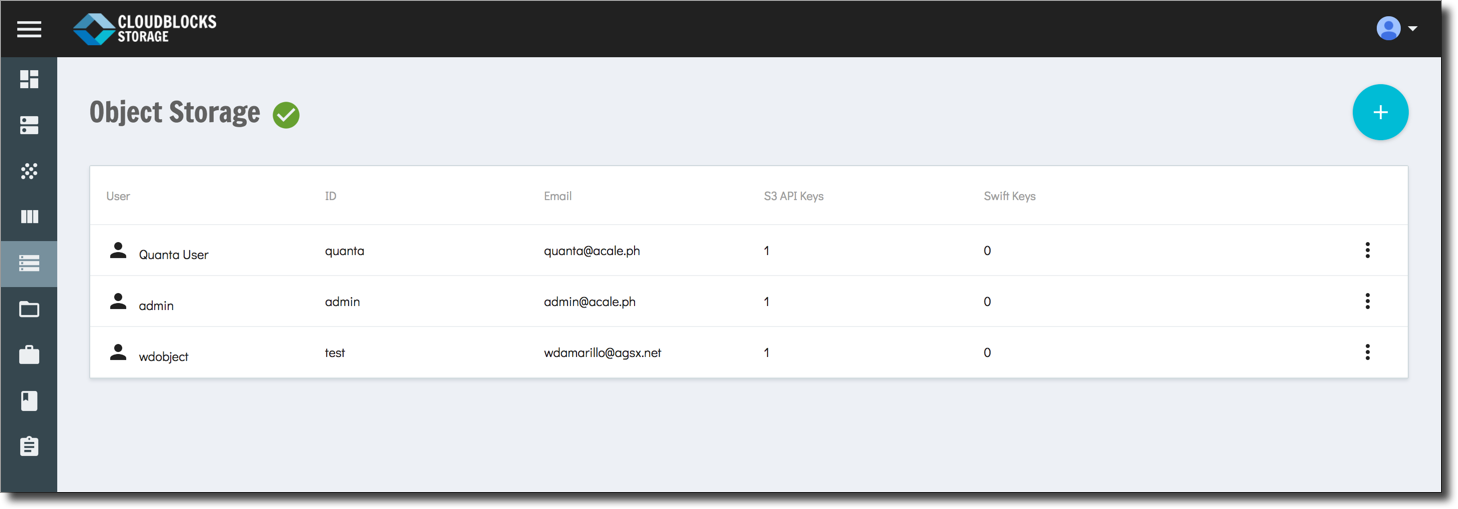 CLOUDBLOCKS
STORAGE
Object Storage
+
User ID Email S3 API Keys Swift Keys
Quanta User quanta quanta@acale.ph 1 0
admin admin admin@acale.ph 1 0
wdobject test wdamarillo@agsx.net 1 0